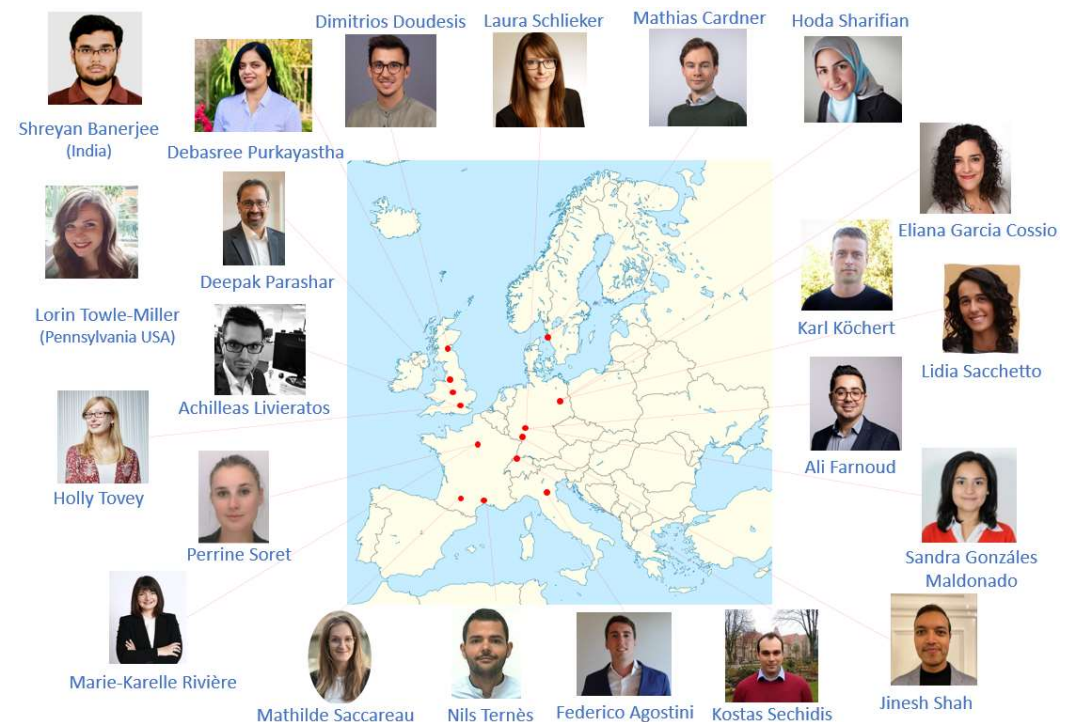 Dimitrios Doudesis
Laura Schlieker
Mathias Cardner
Hoda Sharifian
Shreyan Banerjee
(India)
Debasree Purkayastha
Eliana Garcia Cossio
Deepak Parashar
Lorin Towle-Miller
(Pennsylvania USA)
Karl Köchert
Lidia Sacchetto
Achilleas Livieratos
Ali Farnoud
Holly Tovey
Perrine Soret
Sandra Gonzáles
Maldonado
Marie-Karelle Rivière
Mathilde Saccareau
Nils Ternès
Federico Agostini
Kostas Sechidis
Jinesh Shah